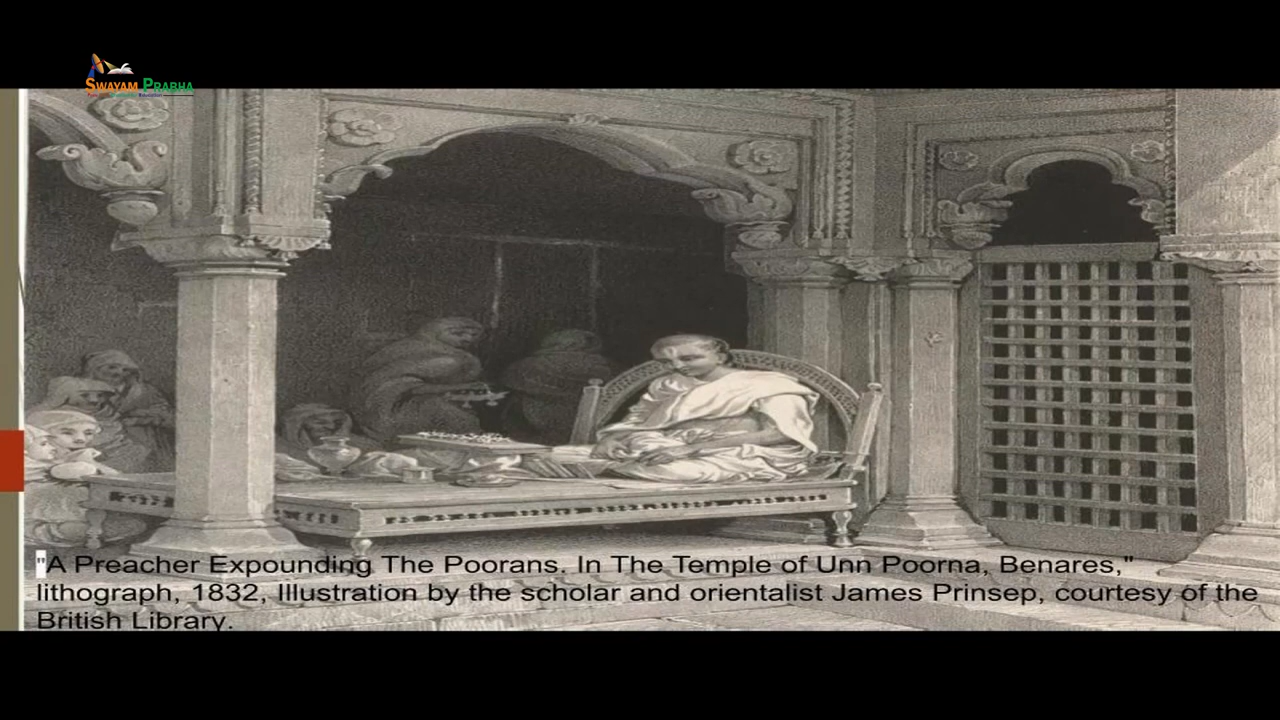 SWAYAM PRABHA
"A Preacher Expounding The Poorans. In The Temple of Unn Poorna, Benares,"
lithograph, 1832, Illustration by the scholar and orientalist James Prinsep, courtesy of the
British Library.